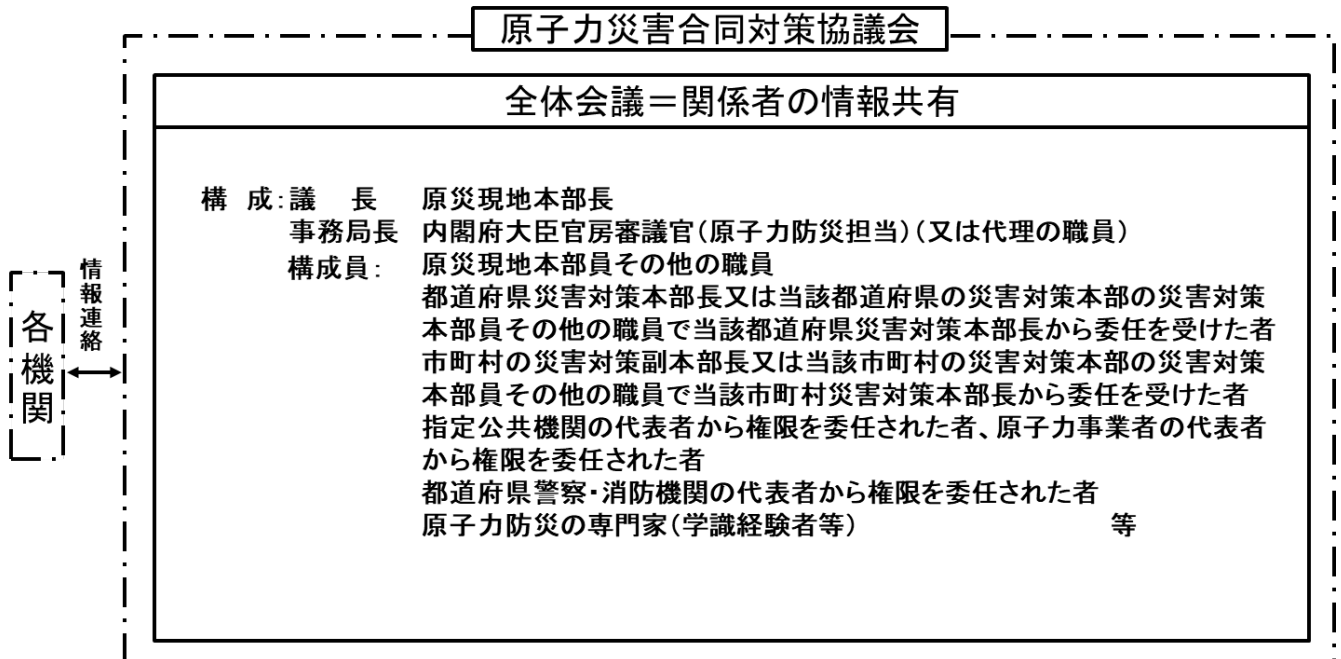 原子力災害合同対策協議会
全体会議=関係者の情報共有
構 成:議 長 原災現地本部長
事務局長 内閣府大臣官房審議官(原子力防災担当)(又は代理の職員)
構成員: 原災現地本部員その他の職員
都道府県災害対策本部長又は当該都道府県の災害対策本部の災害対策
本部員その他の職員で当該都道府県災害対策本部長から委任を受けた者
市町村の災害対策副本部長又は当該市町村の災害対策本部の災害対策
本部員その他の職員で当該市町村災害対策本部長から委任を受けた者
指定公共機関の代表者から権限を委任された者、原子力事業者の代表者
から権限を委任された者
都道府県警察・消防機関の代表者から権限を委任された者
原子力防災の専門家(学識経験者等) 等
情報連絡
各機関